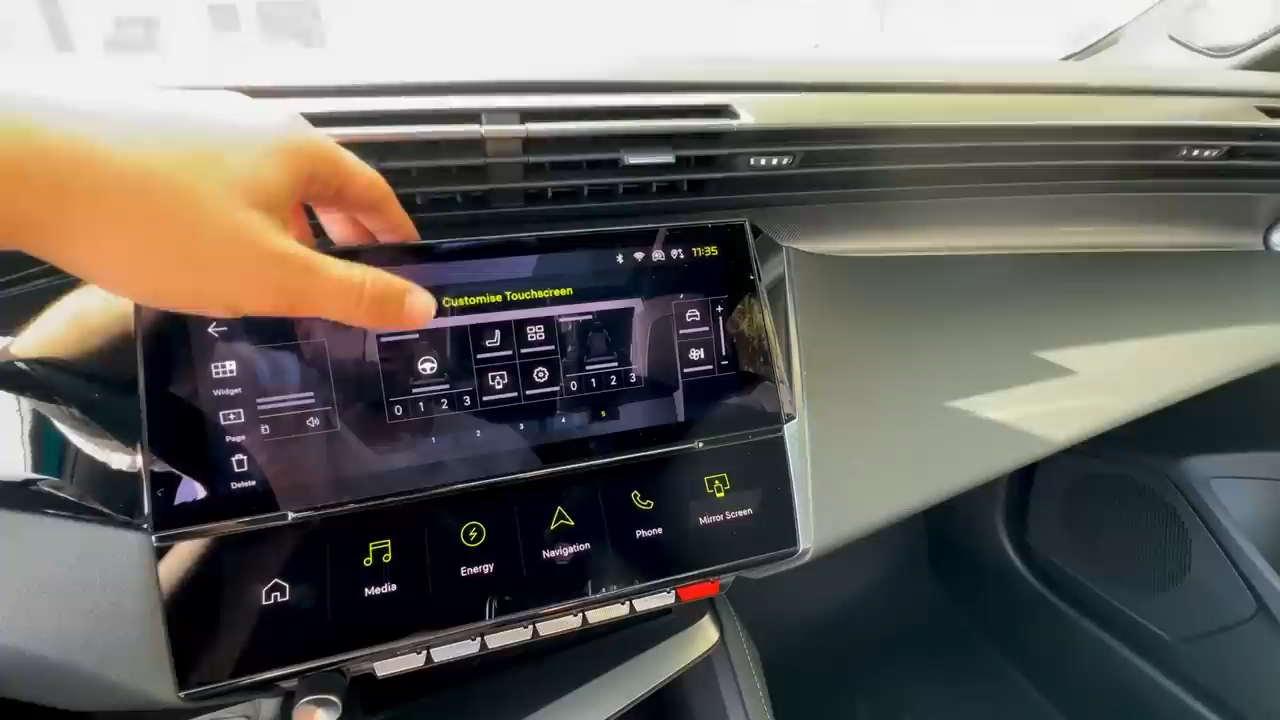 11:35
Customise Touchscreen
Widget
0 1 2 3
0 1 2 3
Page
1 2 3 4 5
Delete
Media
Energy
Navigation
Phone
Mirror Screen